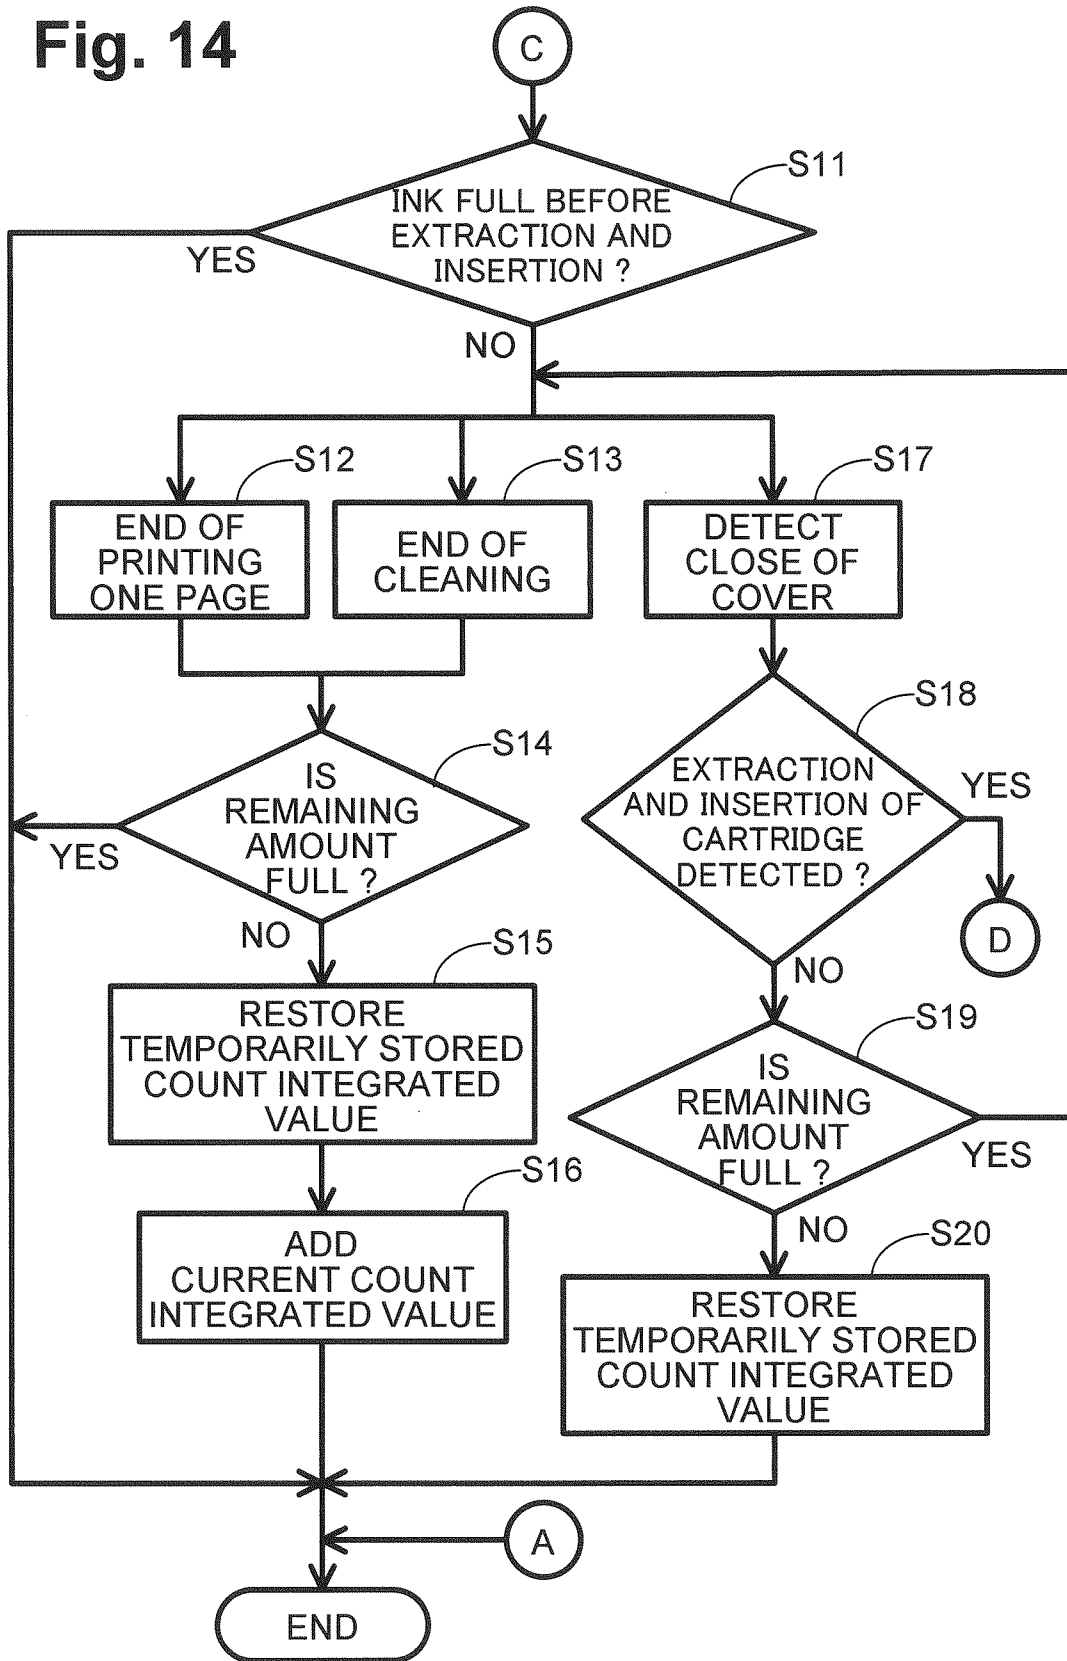 Fig. 14
C
S11
INK FULL BEFORE
EXTRACTION AND
INSERTION ?
YES
NO
S12
S13
S17
END OF
PRINTING
ONE PAGE
END OF
CLEANING
DETECT
CLOSE OF
COVER
S14
IS
REMAINING
AMOUNT
FULL ?
YES
NO
S18
EXTRACTION
AND INSERTION OF
CARTRIDGE
DETECTED ?
YES
D
NO
S15
RESTORE
TEMPORARILY STORED
COUNT INTEGRATED
VALUE
S19
IS
REMAINING
AMOUNT
FULL ?
YES
NO
S16
ADD
CURRENT COUNT
INTEGRATED VALUE
S20
RESTORE
TEMPORARILY STORED
COUNT INTEGRATED
VALUE
A
END